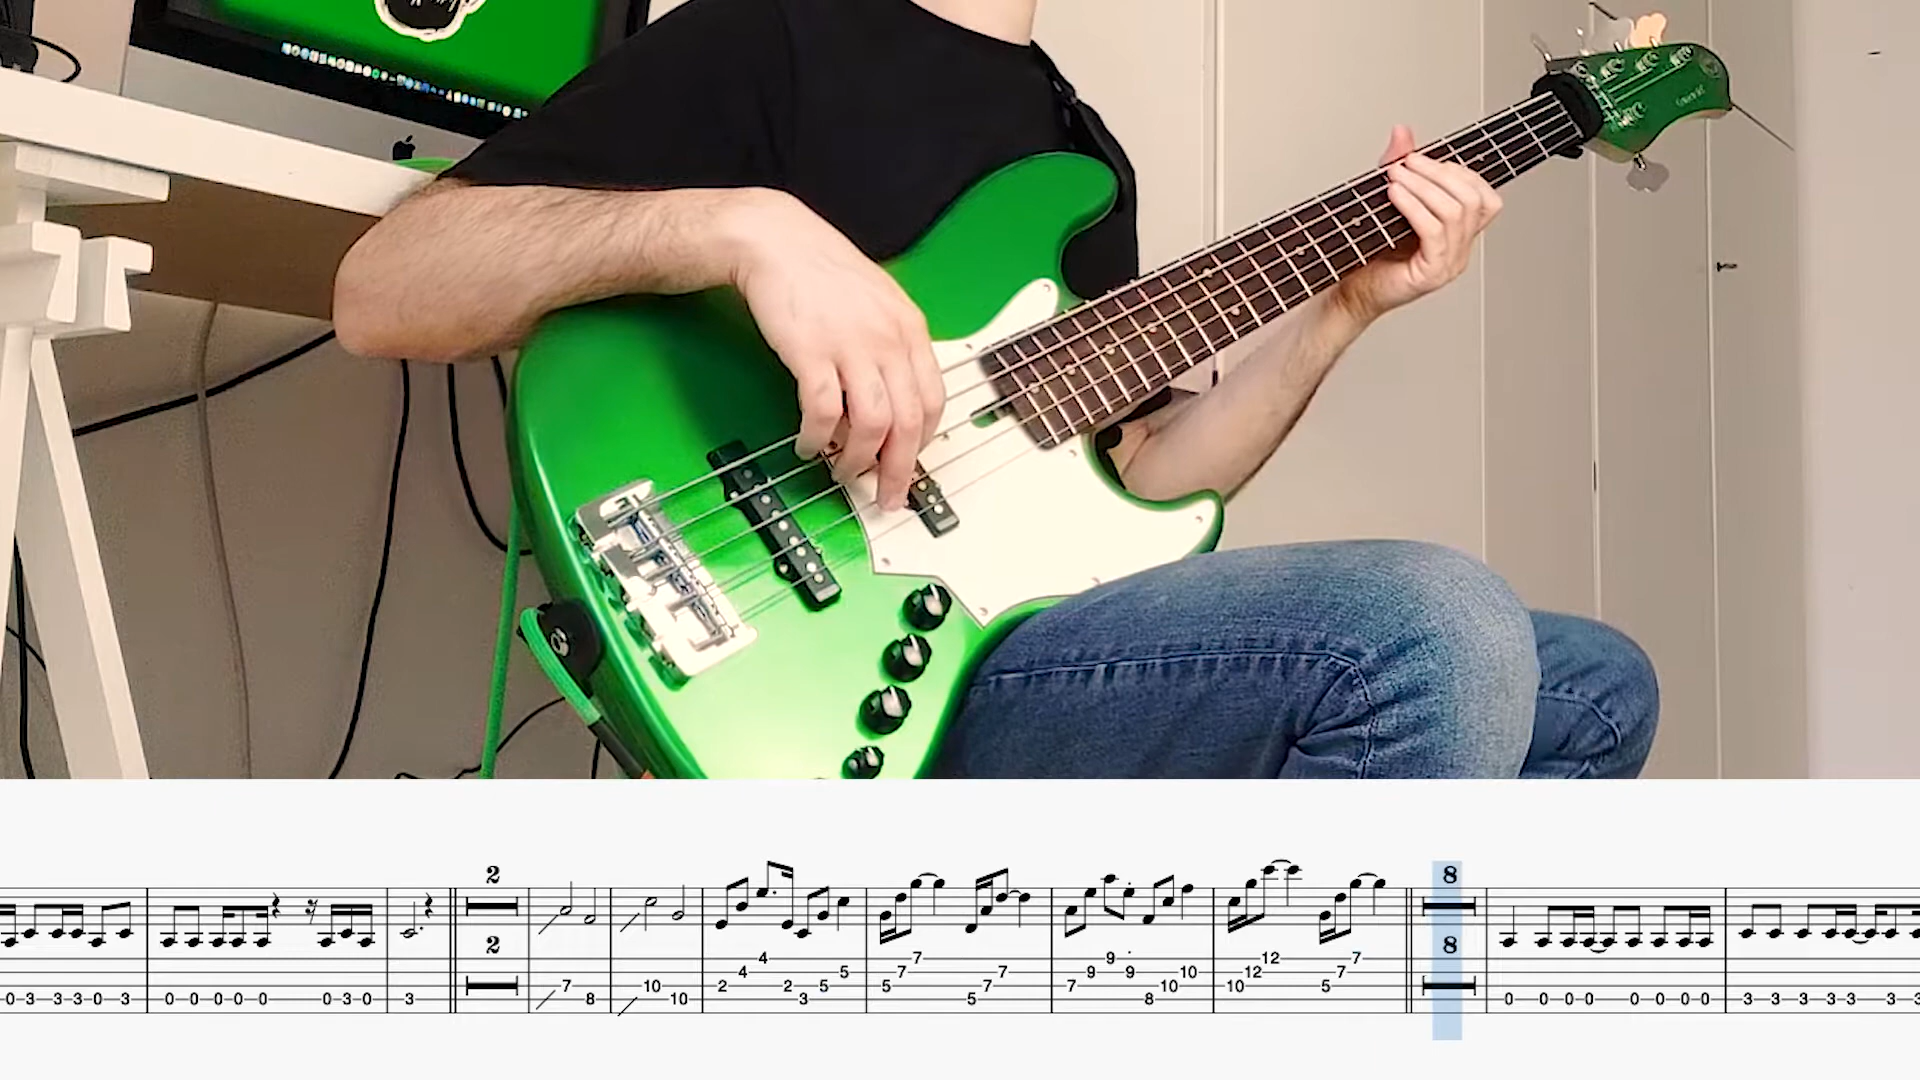 2 8
2 8
4 7 9 · 12 7
4 5 7 7 9 9 10 12 7
7 10 2 2 5 5 7 7 10 10 5
0 3 3 3 0 3 0 0 0 0 0 0 3 0 3 8 10 3 5 8 0 0 0 0 0 0 0 0 3 3 3 3 3 3 3